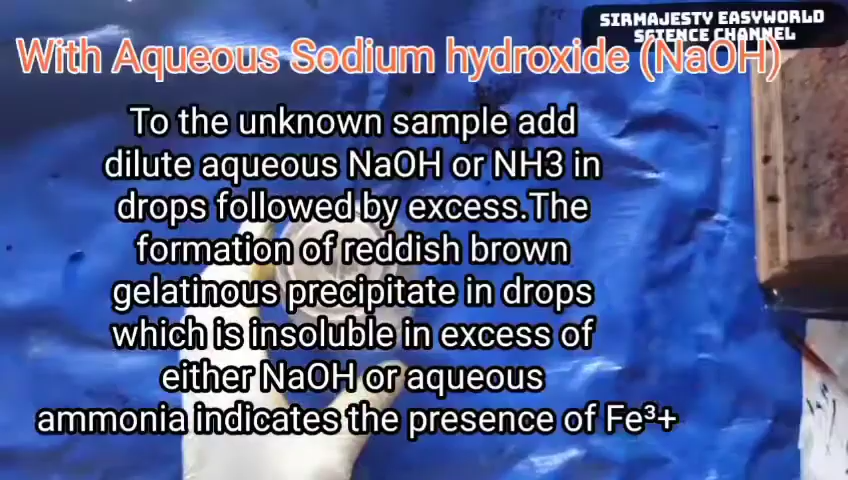 SIRMAJESTY EASYWORLD
SCIENCE CHANNEL
With Aqueous Sodium hydroxide (NaOH)
To the unknown sample add
dilute aqueous NaOH or NH3 in
drops followed by excess.The
formation of reddish brown
gelatinous precipitate in drops
which is insoluble in excess of
either NaOH or aqueous
ammonia indicates the presence of Fe³+